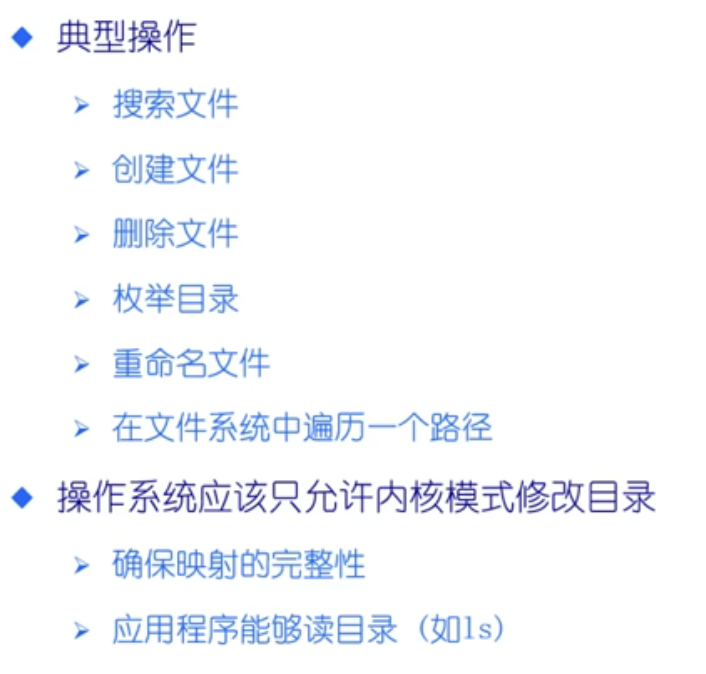 典型操作
搜索文件
创建文件
删除文件
枚举目录
重命名文件
在文件系统中遍历一个路径
操作系统应该只允许内核模式修改目录
确保映射的完整性
应用程序能够读目录（如ls）